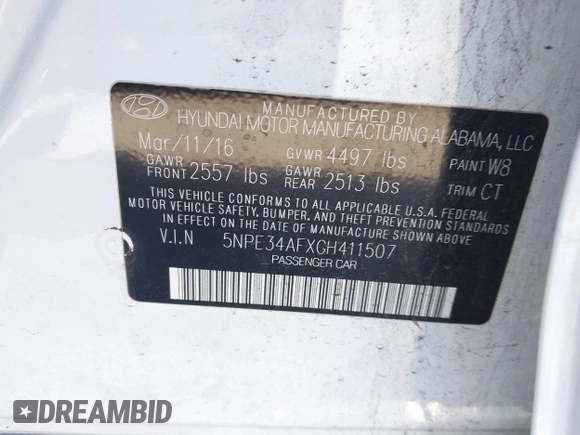 MANUFACTURED BY
HYUNDAI MOTOR MANUFACTURING ALABAMA, LLC
Mar/11/16 GVWR 4497 lbs PAINT W8
GAWR FRONT 2557 lbs GAWR REAR 2513 lbs TRIM CT
THIS VEHICLE CONFORMS TO ALL APPLICABLE U.S.A. FEDERAL
MOTOR VEHICLE SAFETY, BUMPER, AND THEFT PREVENTION STANDARDS
IN EFFECT ON THE DATE OF MANUFACTURE SHOWN ABOVE.
V.I.N 5NPE34AFXGH411507
PASSENGER CAR
DREAMBID